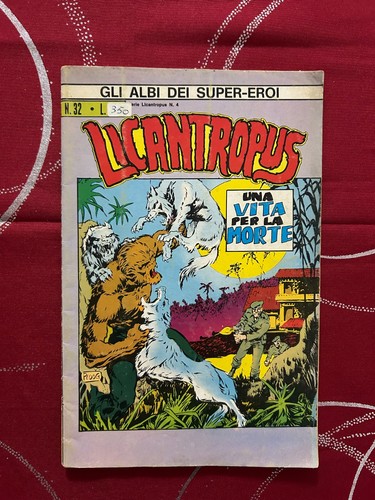 GLI ALBI DEI SUPER-EROI
N. 32 • L. 350
Serie Licantropus N. 4
LICANTROPUS
UNA
VITA
PER LA
MORTE